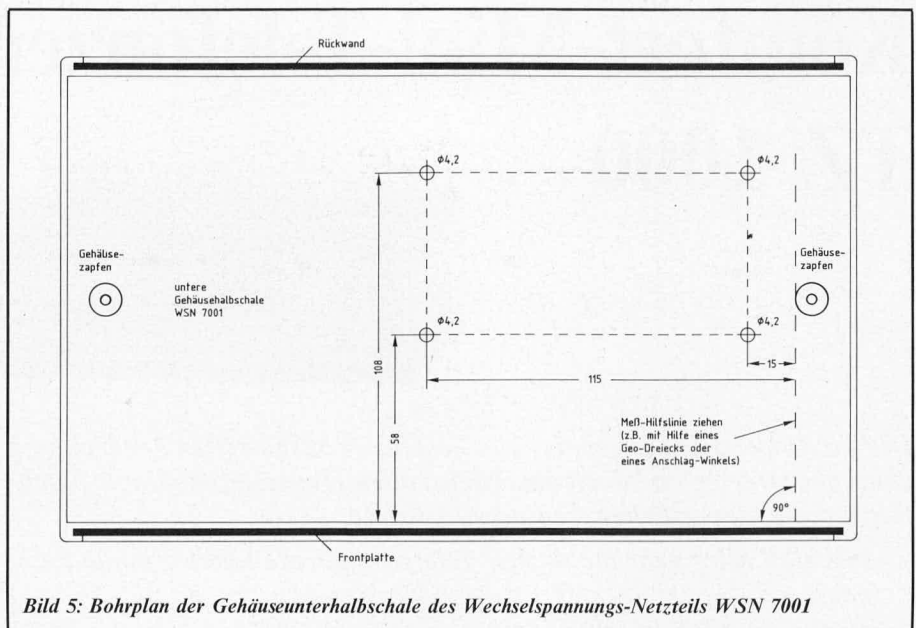 Rückwand
ϕ4,2
ϕ4,2
Gehäuse-
zapfen
Gehäuse-
zapfen
untere
Gehäusehalbschale
WSN 7001
ϕ4,2
ϕ4,2
108
15
115
58
Meß-Hilfslinie ziehen
(z.B. mit Hilfe eines
Geo-Dreiecks oder
eines Anschlag-Winkels)
90°
Frontplatte
Bild 5: Bohrplan der Gehäuseunterhalbschale des Wechselspannungs-Netzteils WSN 7001